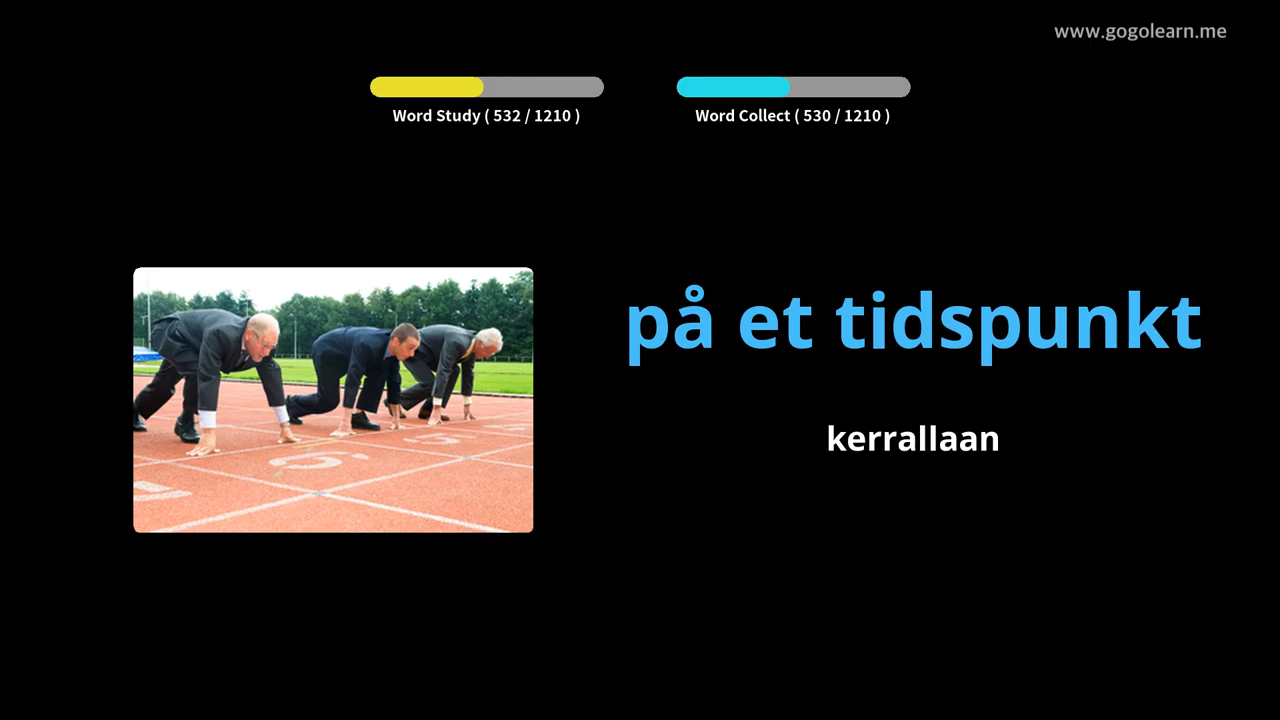 www.gogolearn.me
Word Study ( 532 / 1210 )
Word Collect ( 530 / 1210 )
på et tidspunkt
kerrallaan